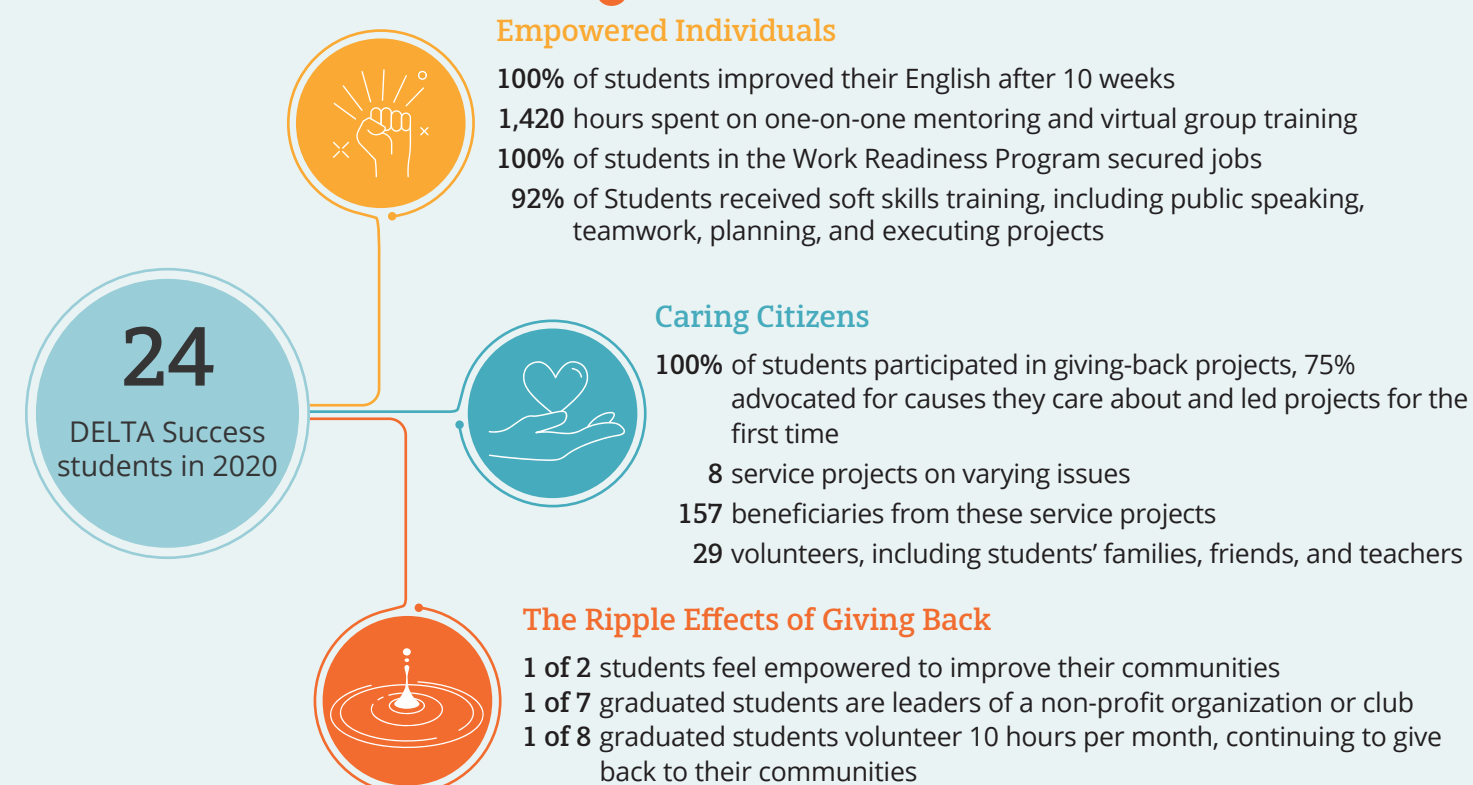 Empowered Individuals
100% of students improved their English after 10 weeks
1,420 hours spent on one-on-one mentoring and virtual group training
100% of students in the Work Readiness Program secured jobs
92% of Students received soft skills training, including public speaking,
teamwork, planning, and executing projects
24
DELTA Success
students in 2020
Caring Citizens
100% of students participated in giving-back projects, 75%
advocated for causes they care about and led projects for the
first time
8 service projects on varying issues
157 beneficiaries from these service projects
29 volunteers, including students’ families, friends, and teachers
The Ripple Effects of Giving Back
1 of 2 students feel empowered to improve their communities
1 of 7 graduated students are leaders of a non-profit organization or club
1 of 8 graduated students volunteer 10 hours per month, continuing to give
back to their communities